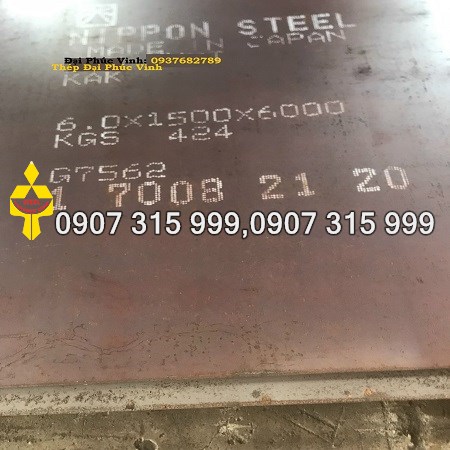 NIPPON STEEL
MADE IN JAPAN
Đại Phúc Vinh: 0937682789
Thép Đại Phúc Vinh
KAK
6.0X1500X6000
KGS 424
G7562
1 7008 21 20
0907 315 999,0907 315 999